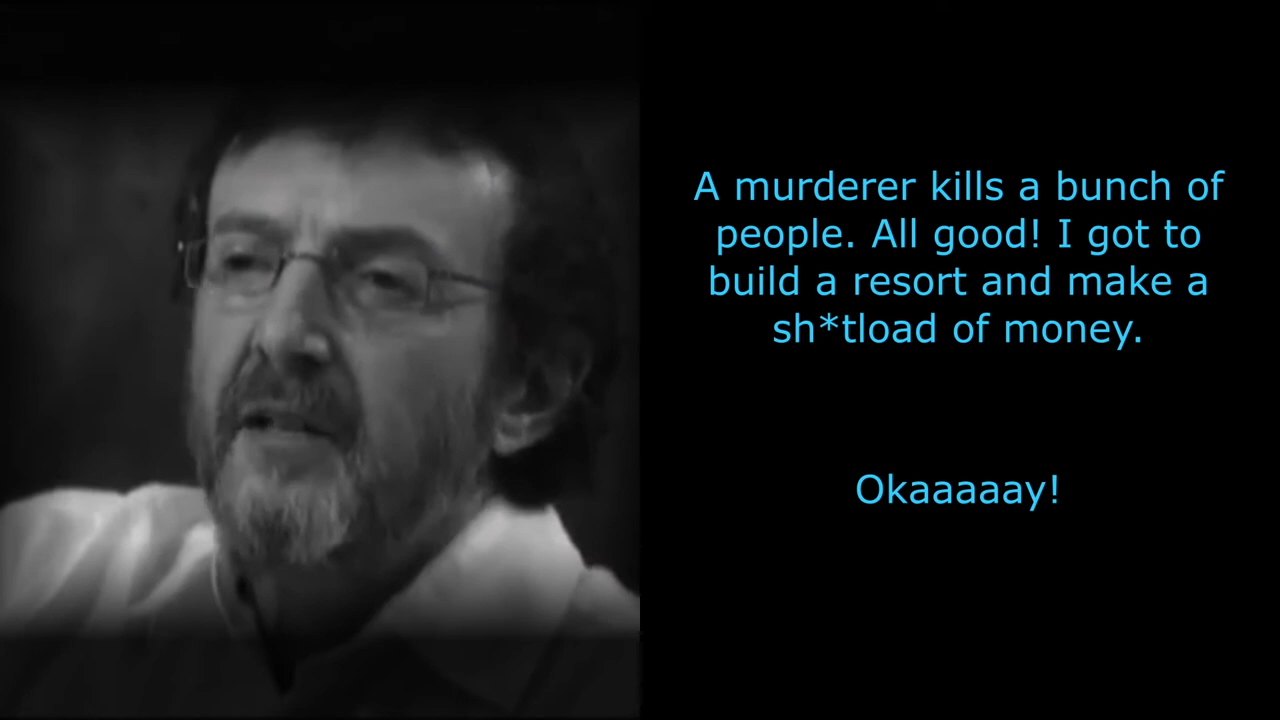 A murderer kills a bunch of
people. All good! I got to
build a resort and make a
sh*tload of money.
Okaaaaay!